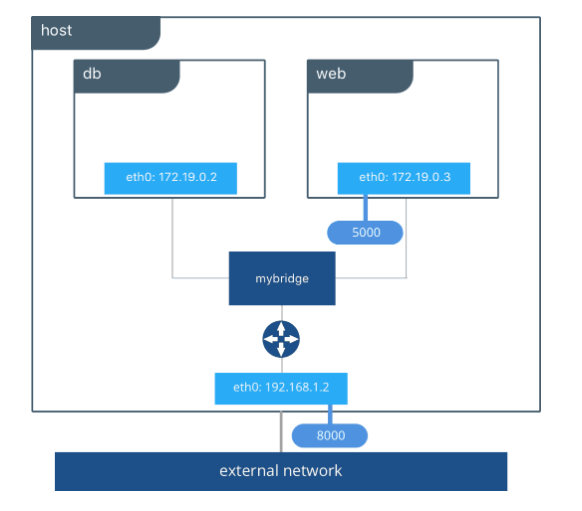 host
db
web
eth0: 172.19.0.2
eth0: 172.19.0.3
5000
mybridge
eth0: 192.168.1.2
8000
external network